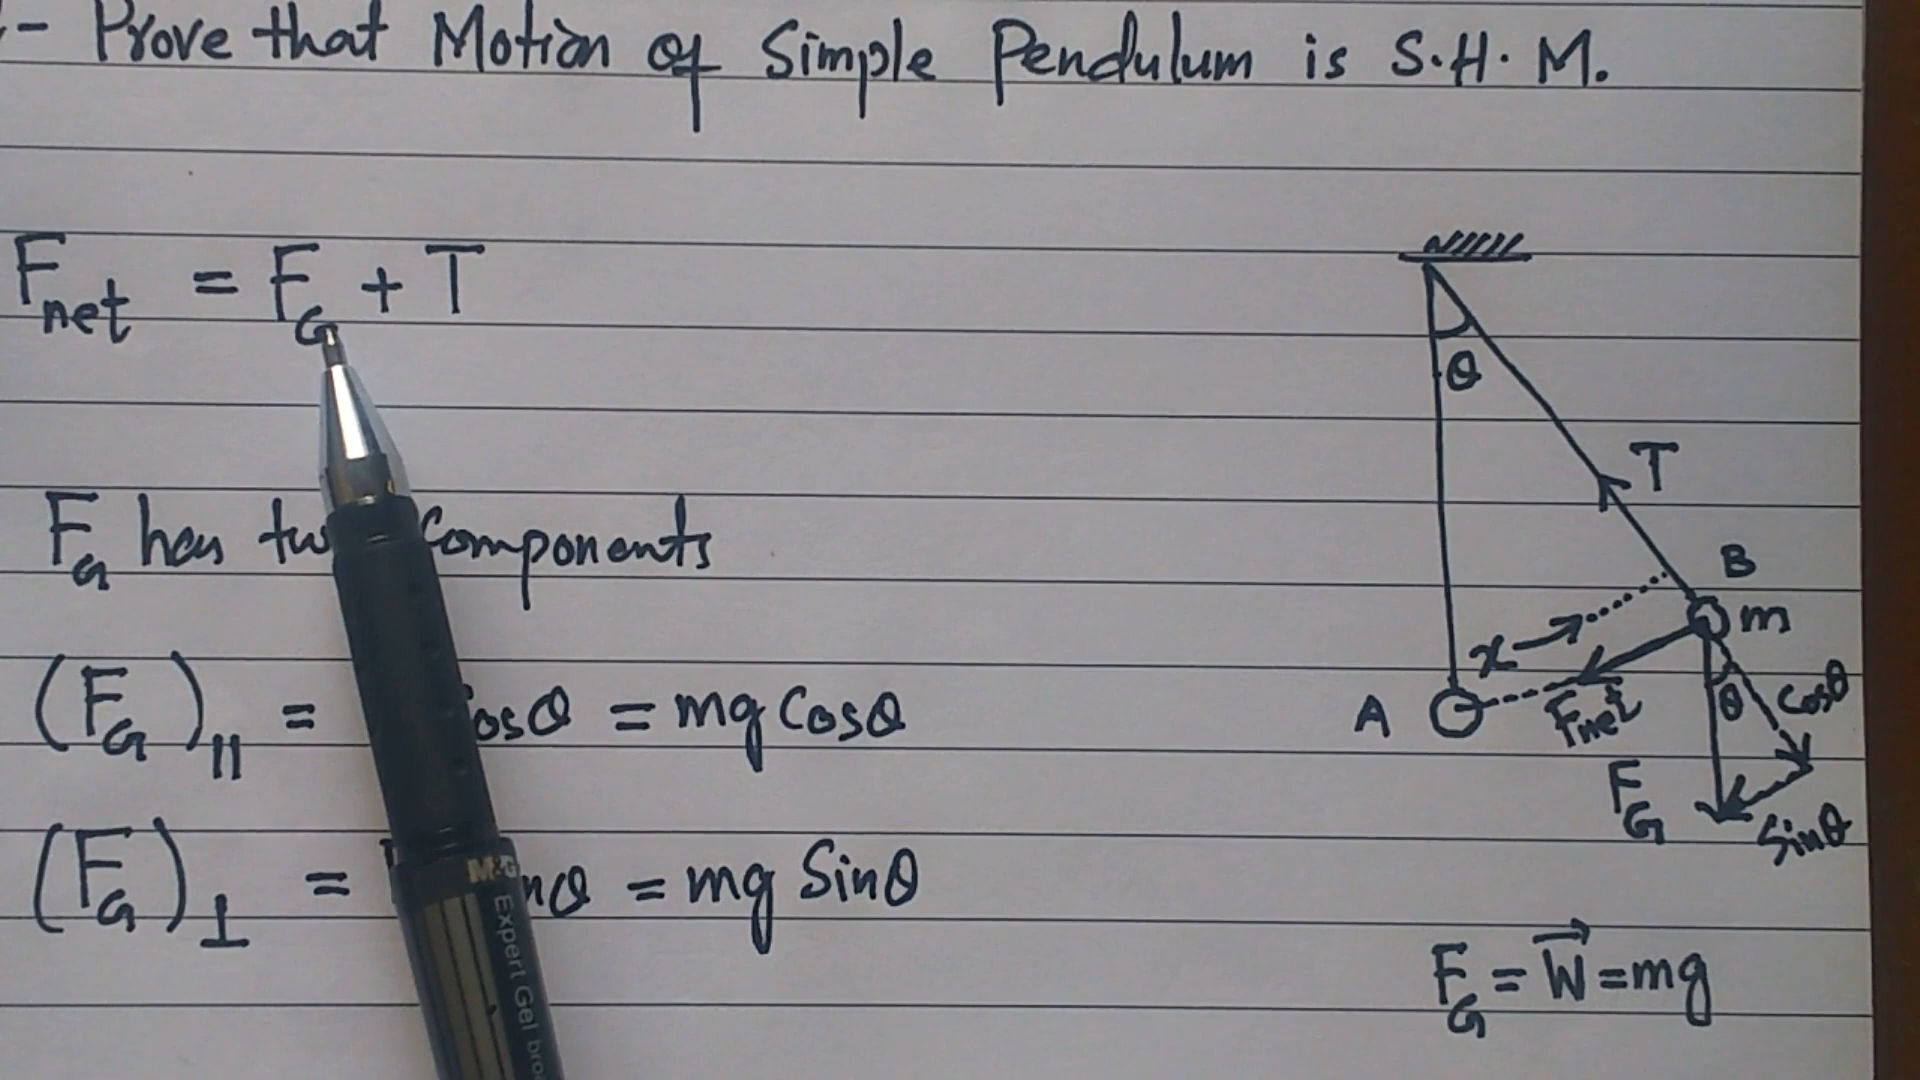 - Prove that Motion of Simple Pendulum is S.H.M.
Fnet = FG + T
FG has components
(FG)|| = osθ = mg Cosθ
(FG)⊥ = nθ = mg Sinθ
θ
T
B
m
x
A
Fnet
θ
Cosθ
FG
Sinθ
FG = W = mg
M&G
Expert Gel